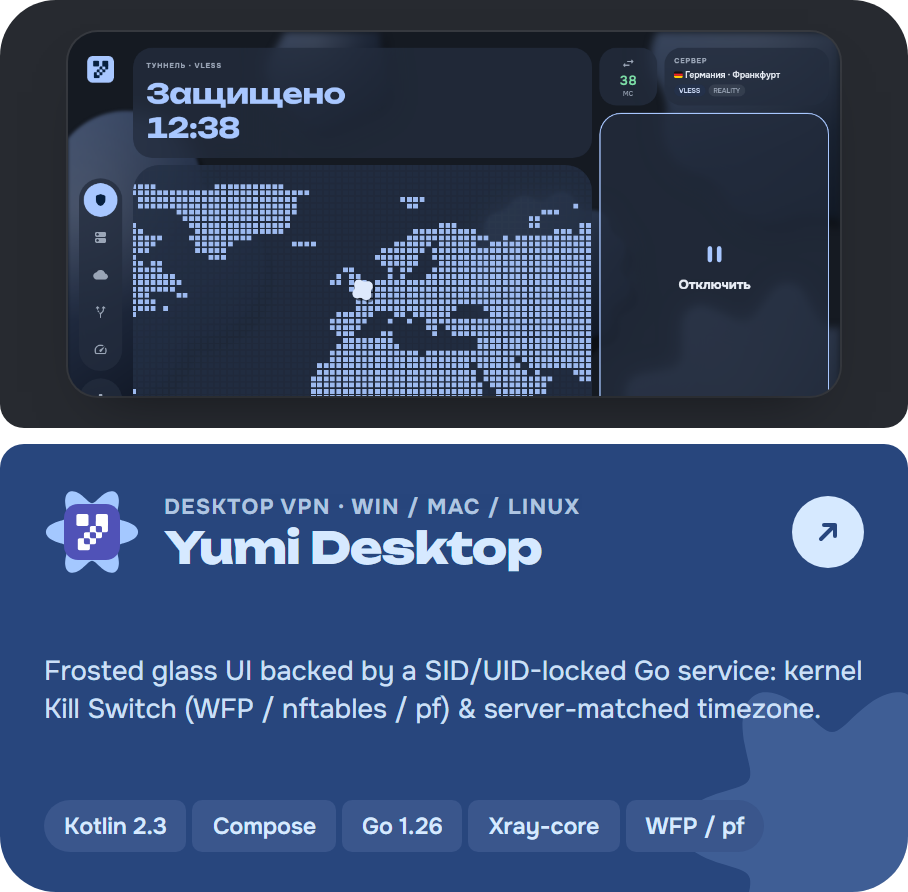 ТУННЕЛЬ · VLESS
Защищено
12:38
38
МС
СЕРВЕР
Германия · Франкфурт
VLESS
REALITY
Отключить
DESKTOP VPN · WIN / MAC / LINUX
Yumi Desktop
Frosted glass UI backed by a SID/UID-locked Go service: kernel
Kill Switch (WFP / nftables / pf) & server-matched timezone.
Kotlin 2.3
Compose
Go 1.26
Xray-core
WFP / pf